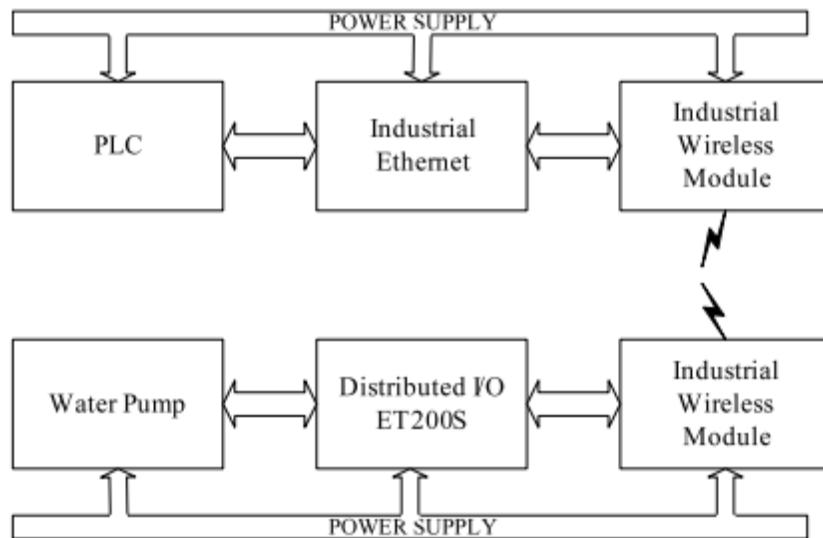 POWER SUPPLY
PLC
Industrial
Ethernet
Industrial
Wireless
Module
Water Pump
Distributed I/O
ET200S
Industrial
Wireless
Module
POWER SUPPLY